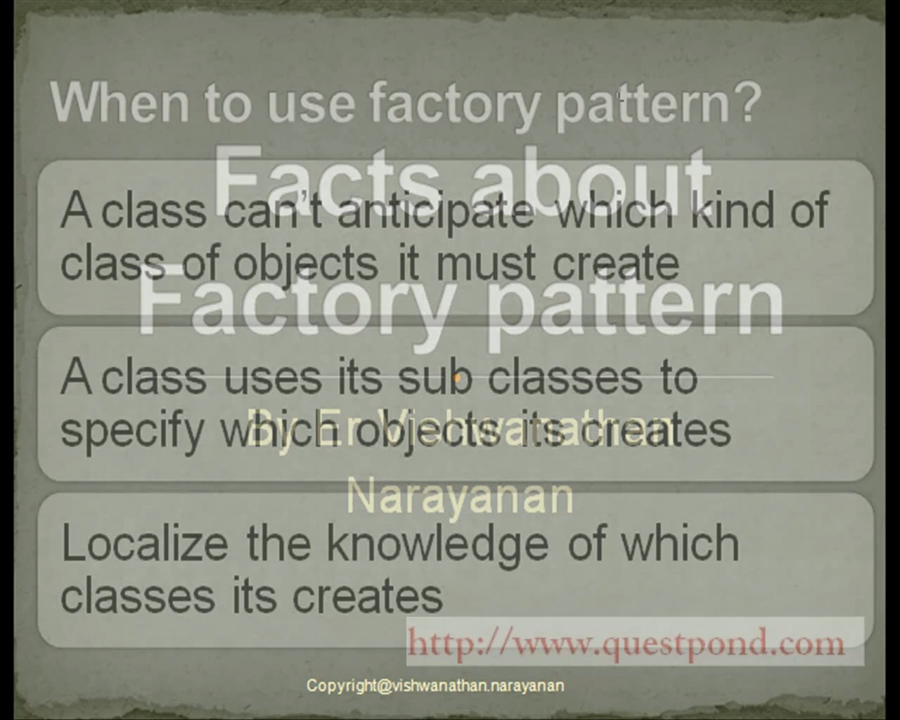 When to use factory pattern?
Facts about
A class can't anticipate which kind of
class of objects it must create
Factory pattern
A class uses its sub classes to
specify which objects its creates
By Er Vishwanathan
Narayanan
Localize the knowledge of which
classes its creates
http://www.questpond.com
Copyright@vishwanathan.narayanan